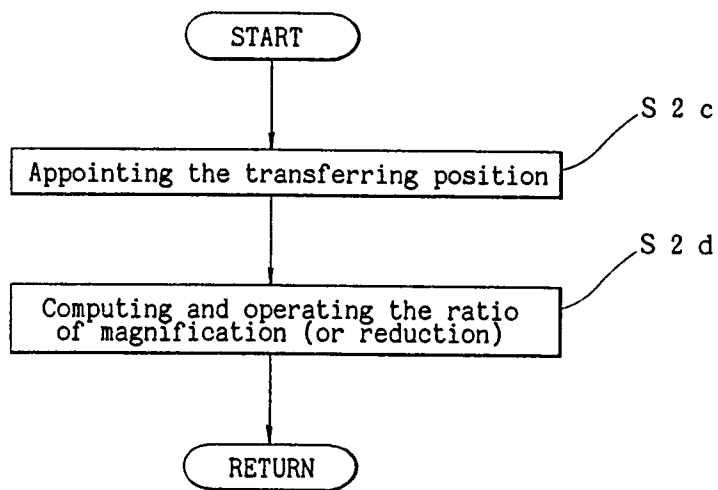 START
S 2 c
Appointing the transferring position
S 2 d
Computing and operating the ratio
of magnification (or reduction)
RETURN